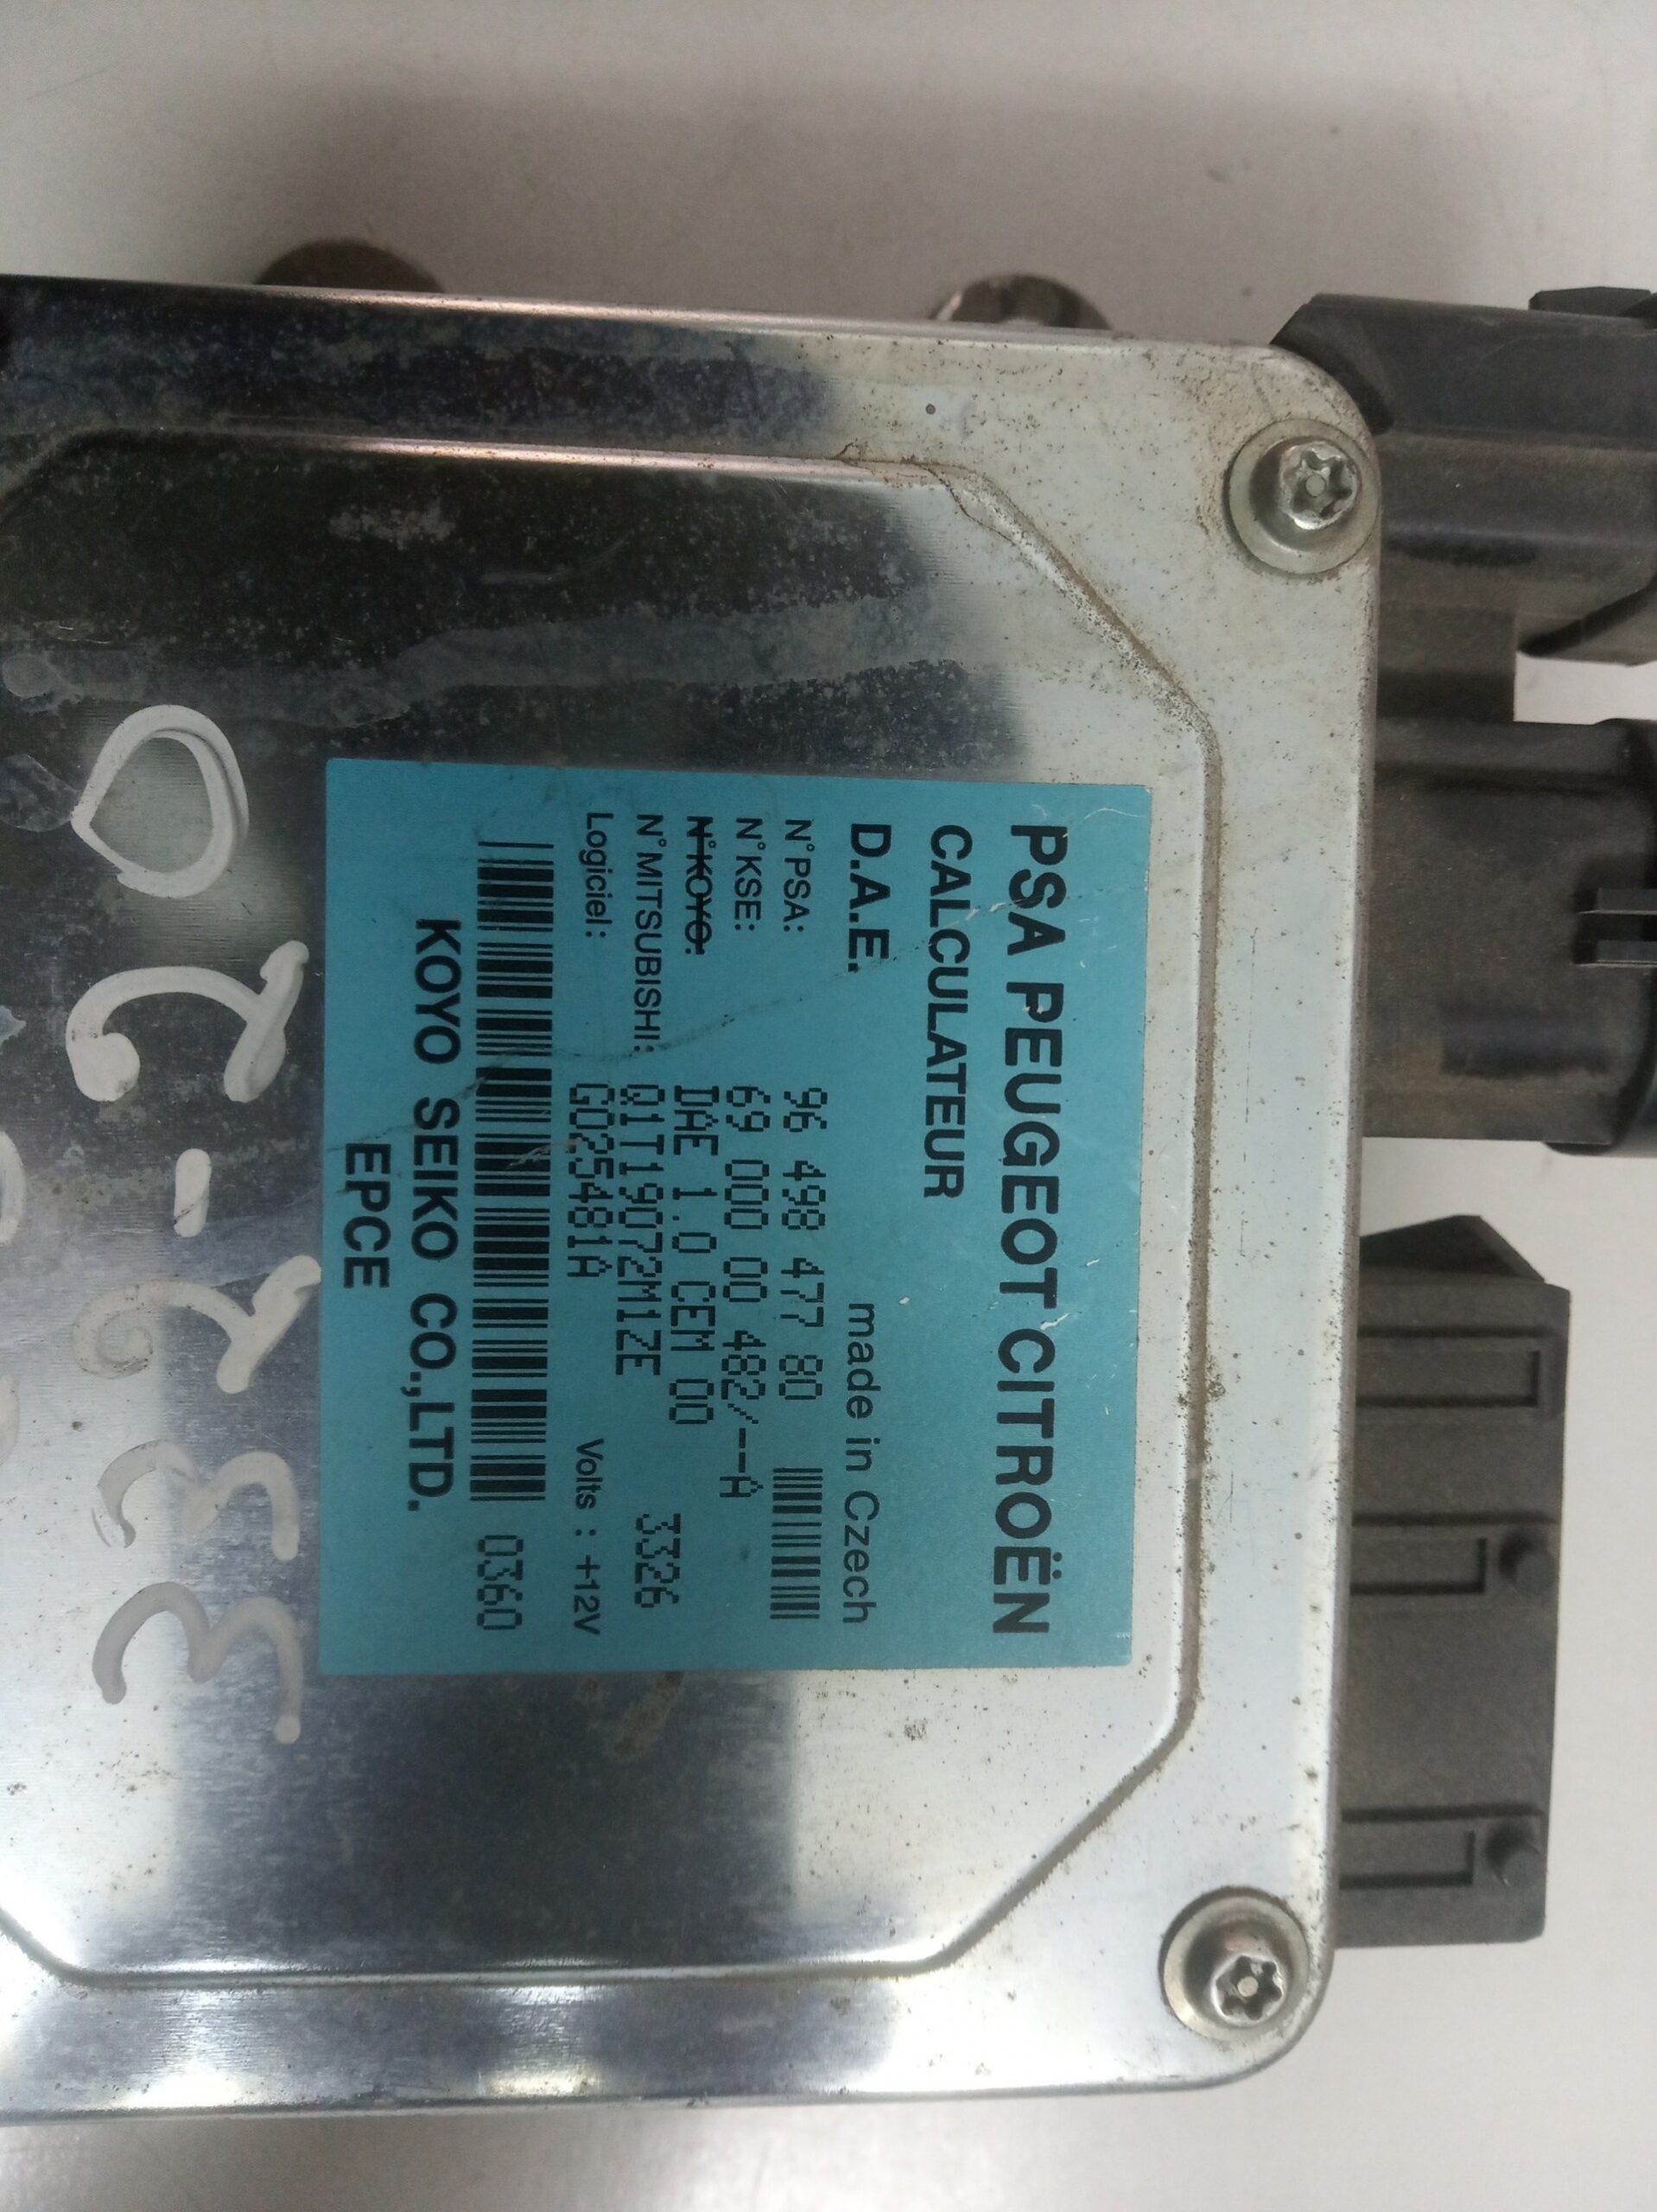 PSA PEUGEOT CITROËN
CALCULATEUR
D.A.E. made in Czech
N°PSA: 96 498 477 80
N°KSE: 69 000 00 482/--A
N°KOYO: DAE 1.0 CEM 00
N°MITSUBISHI: Q1T19072M1ZE 3326
Logiciel: G025481A Volts : +12V
0360
KOYO SEIKO CO.,LTD.
EPCE